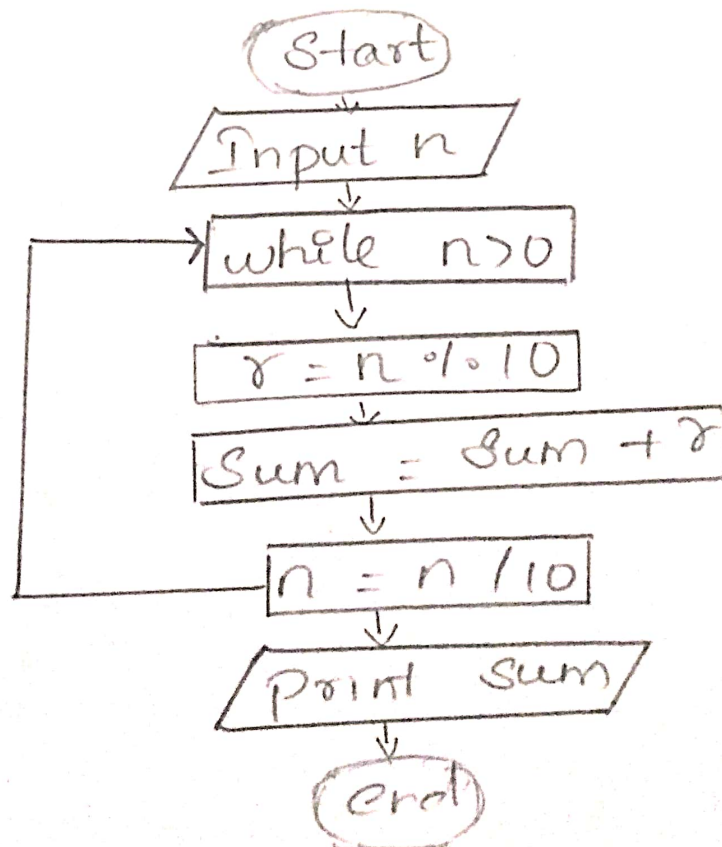 Start
Input n
while n>0
r = n % 10
Sum = Sum + r
n = n / 10
Print sum
end